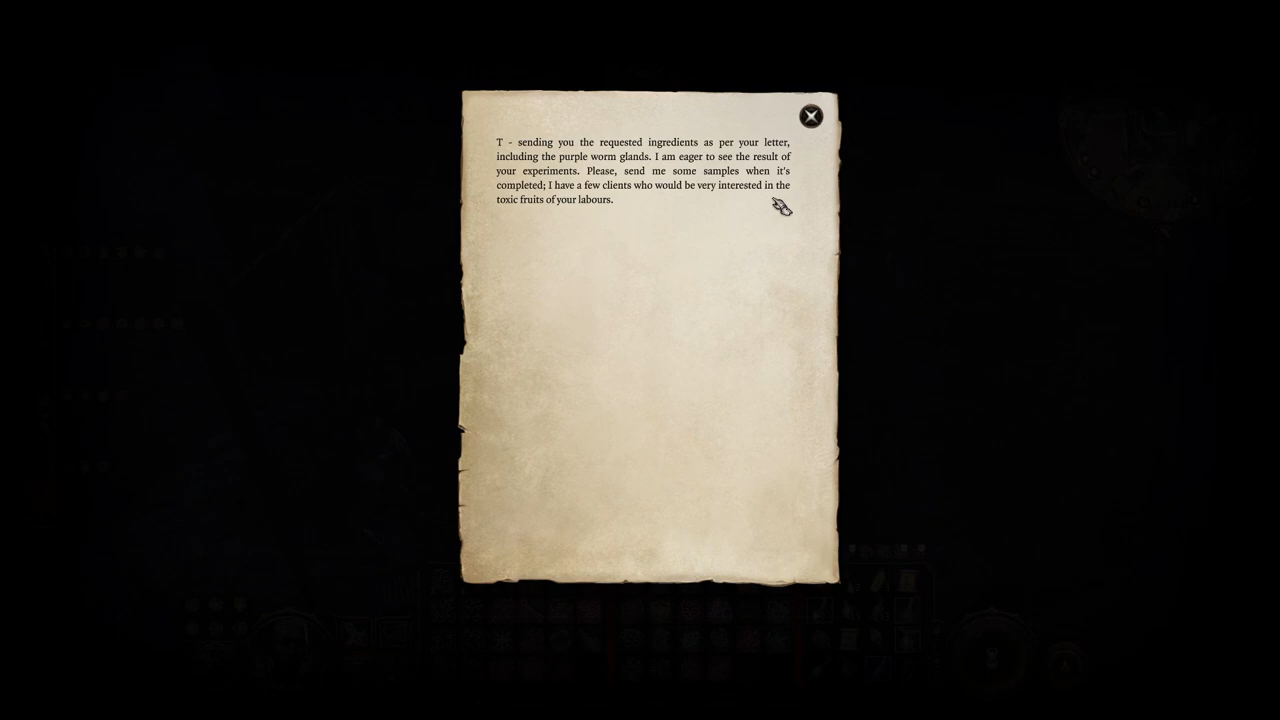 T - sending you the requested ingredients as per your letter,
including the purple worm glands. I am eager to see the result of
your experiments. Please, send me some samples when it's
completed; I have a few clients who would be very interested in the
toxic fruits of your labours.